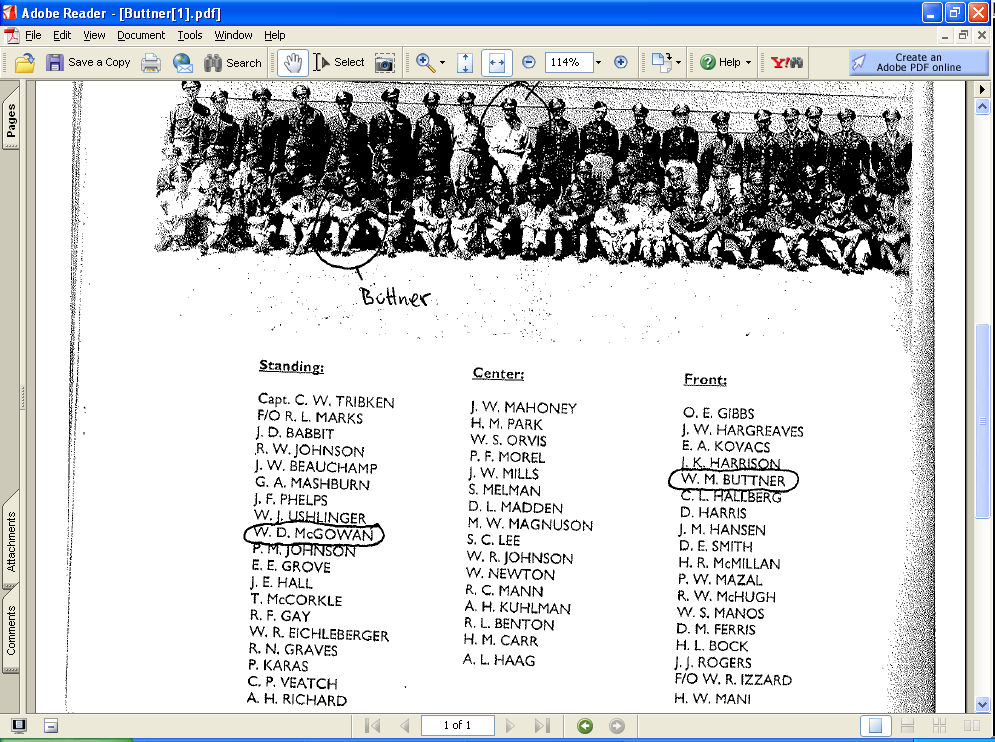 Adobe Reader - [Buttner[1].pdf]
File Edit View Document Tools Window Help
Save a Copy Search Select 114% Help Y! Create an Adobe PDF online
Pages
Attachments
Comments
Buttner
Standing:
Capt. C. W. TRIBKEN
F/O R. L. MARKS
J. D. BABBIT
R. W. JOHNSON
J. W. BEAUCHAMP
G. A. MASHBURN
J. F. PHELPS
W. J. USHLINGER
W. D. McGOWAN
P. M. JOHNSON
E. E. GROVE
J. E. HALL
T. McCORKLE
R. F. GAY
W. R. EICHLEBERGER
R. N. GRAVES
P. KARAS
C. P. VEATCH
A. H. RICHARD
Center:
J. W. MAHONEY
H. M. PARK
W. S. ORVIS
P. F. MOREL
J. W. MILLS
S. MELMAN
D. L. MADDEN
M. W. MAGNUSON
S. C. LEE
W. R. JOHNSON
W. NEWTON
R. C. MANN
A. H. KUHLMAN
R. L. BENTON
H. M. CARR
A. L. HAAG
Front:
O. E. GIBBS
J. W. HARGREAVES
E. A. KOVACS
J. K. HARRISON
W. M. BUTTNER
C. L. HALLBERG
D. HARRIS
J. M. HANSEN
D. E. SMITH
H. R. McMILLAN
P. W. MAZAL
R. W. McHUGH
W. S. MANOS
D. M. FERRIS
H. L. BOCK
J. J. ROGERS
F/O W. R. IZZARD
H. W. MANI
1 of 1